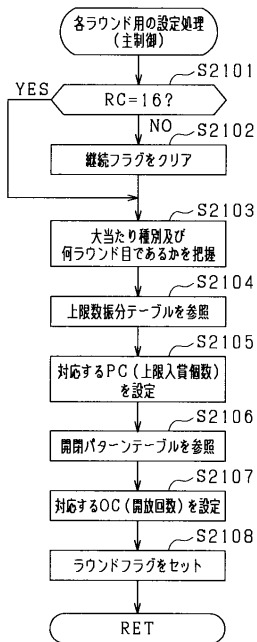 各ラウンド用の設定処理
(主制御)
S2101
YES
RC=16?
NO
S2102
継続フラグをクリア
S2103
大当たり種別及び
何ラウンド目であるかを把握
S2104
上限数振分テーブルを参照
S2105
対応するPC(上限入賞個数)
を設定
S2106
開閉パターンテーブルを参照
S2107
対応するOC(開放回数)を設定
S2108
ラウンドフラグをセット
RET